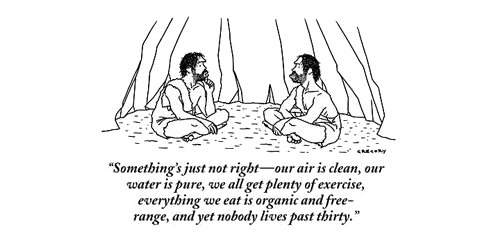 GREGORY
“Something’s just not right—our air is clean, our
water is pure, we all get plenty of exercise,
everything we eat is organic and free-
range, and yet nobody lives past thirty.”